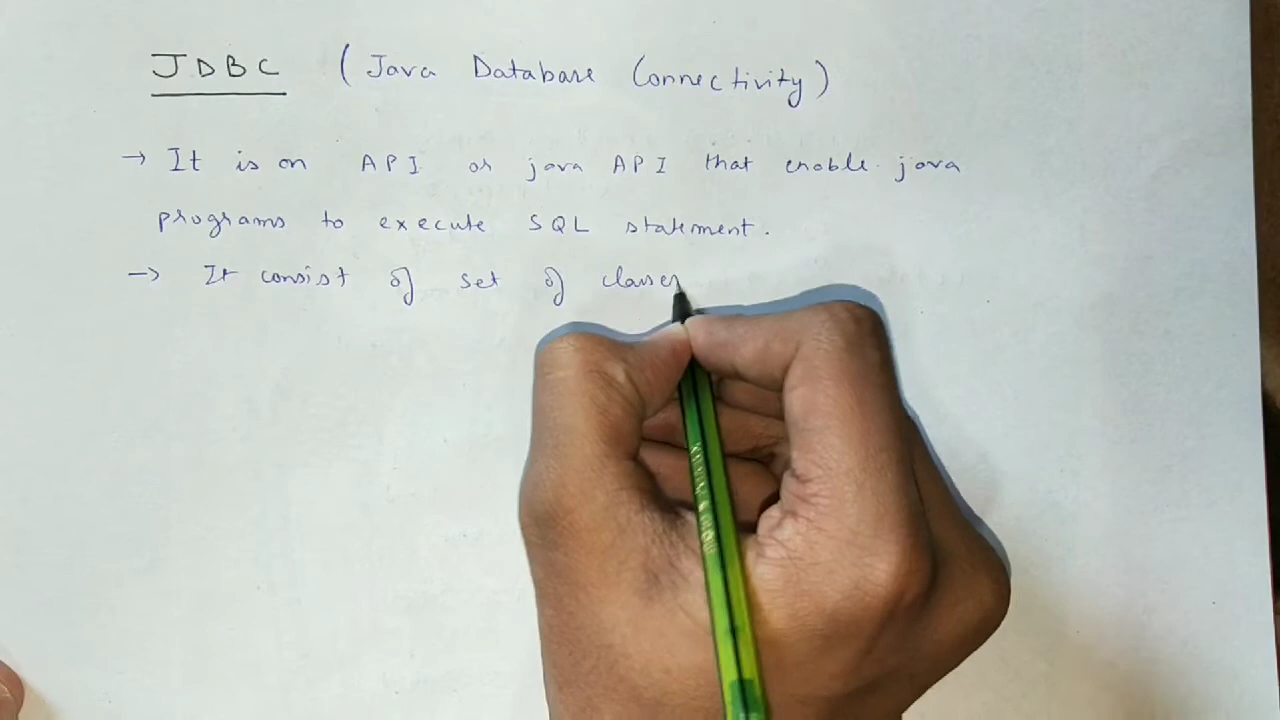 JDBC (Java Database Connectivity)
→ It is an API or java API that enable java
programs to execute SQL statement.
→ It consist of set of classes